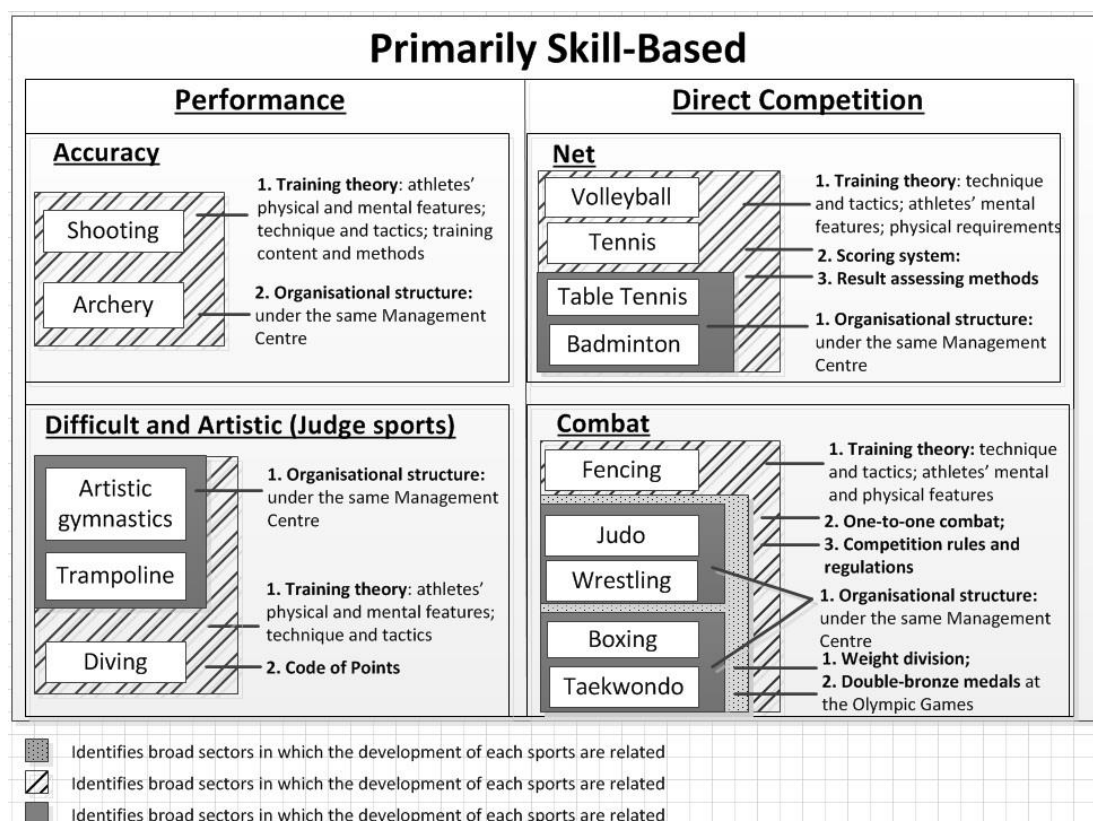 Primarily Skill-Based
Performance
Accuracy
Shooting
Archery
1. Training theory: athletes'
physical and mental features;
technique and tactics; training
content and methods
2. Organisational structure:
under the same Management
Centre
Difficult and Artistic (Judge sports)
Artistic
gymnastics
Trampoline
Diving
1. Organisational structure:
under the same Management
Centre
1. Training theory: athletes'
physical and mental features;
technique and tactics
2. Code of Points
Direct Competition
Net
Volleyball
Tennis
Table Tennis
Badminton
1. Training theory: technique
and tactics; athletes' mental
features; physical requirements
2. Scoring system:
3. Result assessing methods
1. Organisational structure:
under the same Management
Centre
Combat
Fencing
Judo
Wrestling
Boxing
Taekwondo
1. Training theory: technique
and tactics; athletes' mental
and physical features
2. One-to-one combat;
3. Competition rules and
regulations
1. Organisational structure:
under the same Management
Centre
1. Weight division;
2. Double-bronze medals at
the Olympic Games
Identifies broad sectors in which the development of each sports are related
Identifies broad sectors in which the development of each sports are related
Identifies broad sectors in which the development of each sports are related